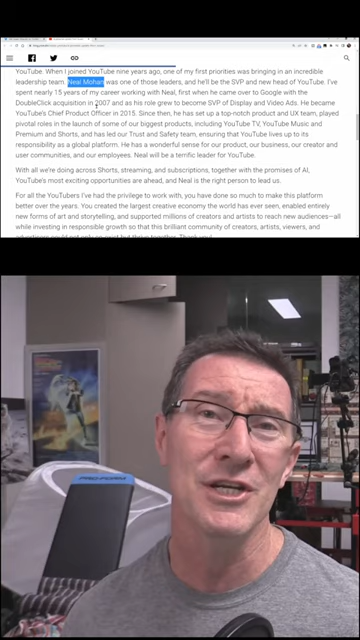 YouTube. When I joined YouTube nine years ago, one of my first priorities was bringing in an incredible
leadership team. Neal Mohan was one of those leaders, and he'll be the SVP and new head of YouTube. I've
spent nearly 15 years of my career working with Neal, first when he came over to Google with the
DoubleClick acquisition in 2007 and as his role grew to become SVP of Display and Video Ads. He became
YouTube's Chief Product Officer in 2015. Since then, he has set up a top-notch product and UX team, played
pivotal roles in the launch of some of our biggest products, including YouTube TV, YouTube Music and
Premium and Shorts, and has led our Trust and Safety team, ensuring that YouTube lives up to its
responsibility as a global platform. He has a wonderful sense for our product, our business, our creator and
user communities, and our employees. Neal will be a terrific leader for YouTube.
With all we're doing across Shorts, streaming, and subscriptions, together with the promises of AI,
YouTube's most exciting opportunities are ahead, and Neal is the right person to lead us.
For all the YouTubers I've had the privilege to work with, you have done so much to make this platform
better over the years. You created the largest creative economy the world has ever seen, enabled entirely
new forms of art and storytelling, and supported millions of creators and artists to reach new audiences—all
while investing in responsible growth so that this brilliant community of creators, artists, viewers, and
PRO-FORM